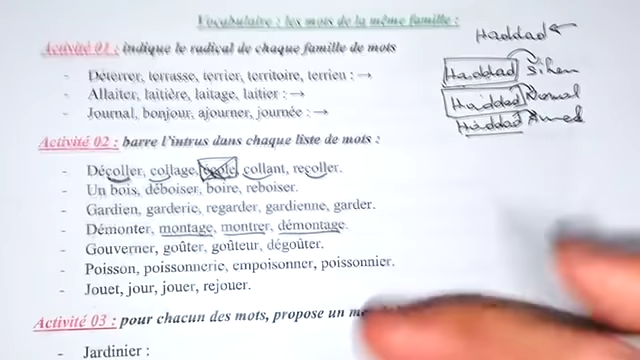 Vocabulaire : les mots de la même famille :
Haddad
Activité 01 : indique le radical de chaque famille de mots
- Déterrer, terrasse, terrier, territoire, terrien : →
Haddad Sihem
- Allaiter, laitière, laitage, laitier : →
Haddad
- Journal, bonjour, ajourner, journée : →
Haddad Ahmed
Activité 02 : barre l'intrus dans chaque liste de mots :
- Décoller, collage, école, collant, recoller.
- Un bois, déboiser, boire, reboiser.
- Gardien, garderie, regarder, gardienne, garder.
- Démonter, montage, montrer, démontage.
- Gouverner, goûter, goûteur, dégoûter.
- Poisson, poissonnerie, empoisonner, poissonnier.
- Jouet, jour, jouer, rejouer.
Activité 03 : pour chacun des mots, propose un
- Jardinier :